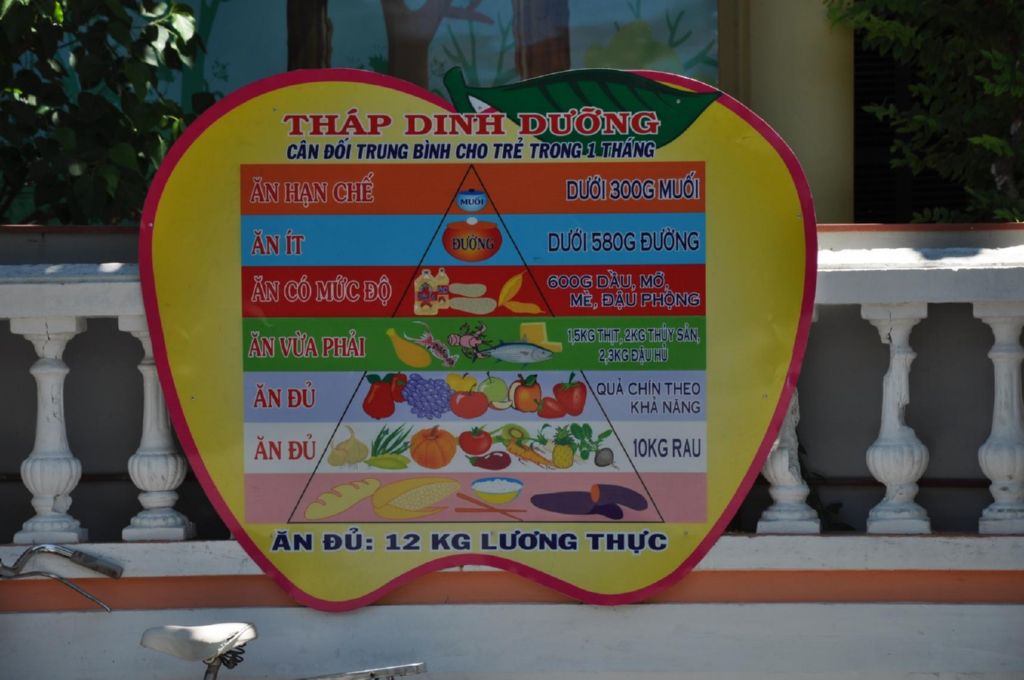 THÁP DINH DƯỠNG
CÂN ĐỐI TRUNG BÌNH CHO TRẺ TRONG 1 THÁNG
ĂN HẠN CHẾ
MUỐI
DƯỚI 300G MUỐI
ĂN ÍT
ĐƯỜNG
DƯỚI 580G ĐƯỜNG
ĂN CÓ MỨC ĐỘ
600G DẦU, MỠ,
MÈ, ĐẬU PHỘNG
ĂN VỪA PHẢI
1,5KG THỊT, 2KG THỦY SẢN,
2,3KG ĐẬU HỦ
ĂN ĐỦ
QUẢ CHÍN THEO
KHẢ NĂNG
ĂN ĐỦ
10KG RAU
ĂN ĐỦ: 12 KG LƯƠNG THỰC